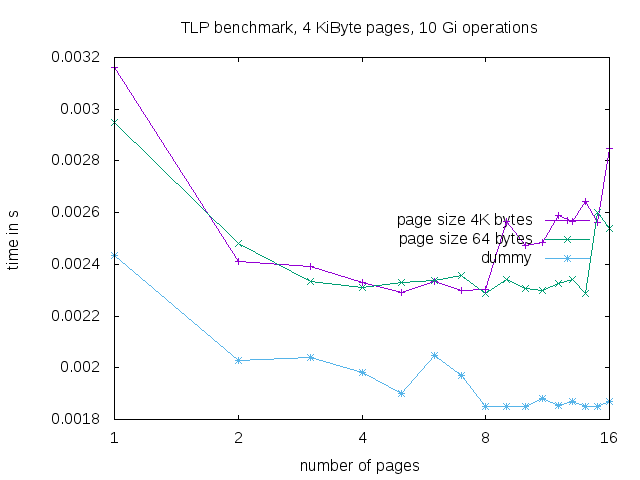 TLP benchmark, 4 KiByte pages, 10 Gi operations
0.0032
0.003
0.0028
0.0026
0.0024
0.0022
0.002
0.0018
time in s
page size 4K bytes
page size 64 bytes
dummy
1 2 4 8 16
number of pages